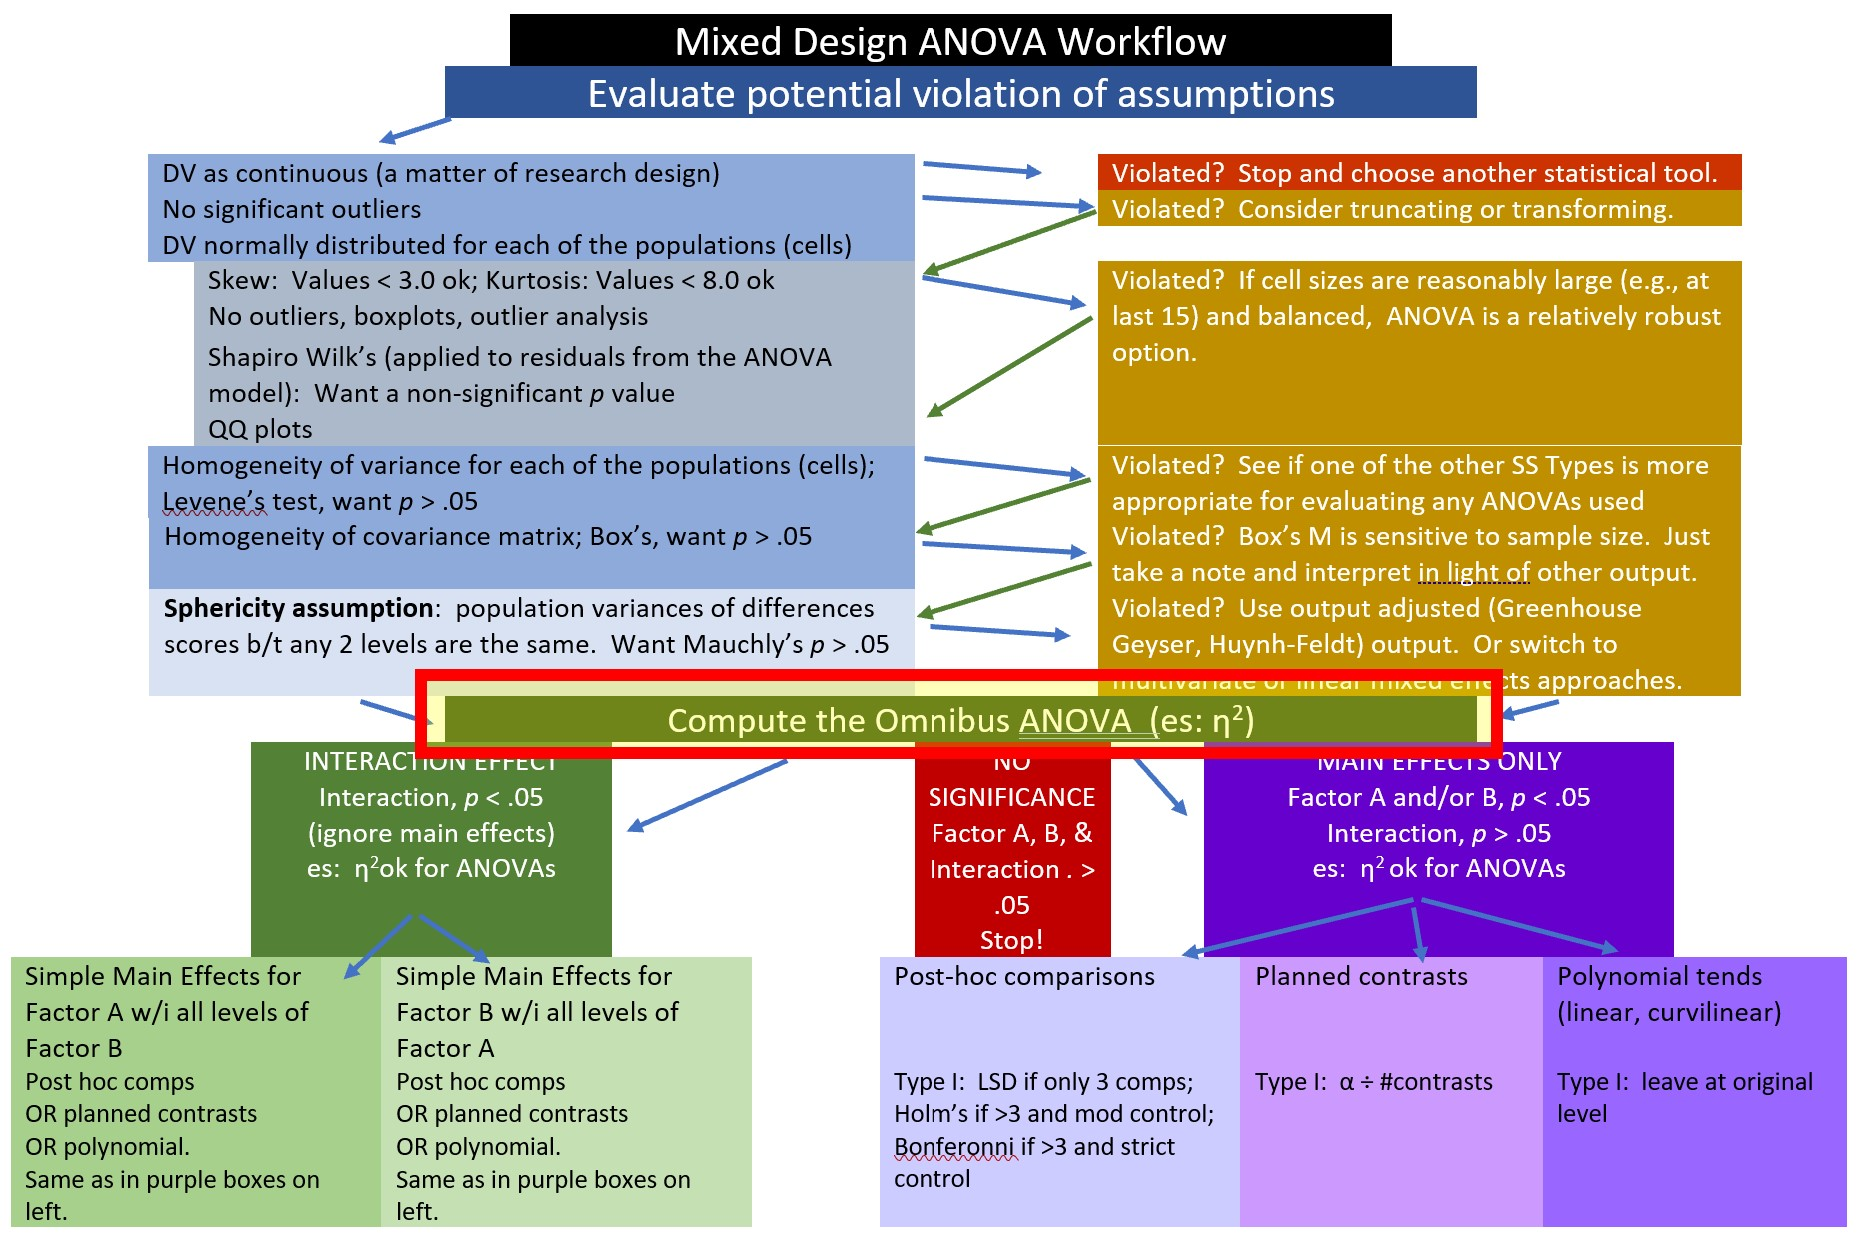 Mixed Design ANOVA Workflow
Evaluate potential violation of assumptions
DV as continuous (a matter of research design)
No significant outliers
DV normally distributed for each of the populations (cells)
Skew:  Values < 3.0 ok; Kurtosis: Values < 8.0 ok
No outliers, boxplots, outlier analysis
Shapiro Wilk’s (applied to residuals from the ANOVA
model):  Want a non-significant p value
QQ plots
Homogeneity of variance for each of the populations (cells);
Levene’s test, want p > .05
Homogeneity of covariance matrix; Box’s, want p > .05
Sphericity assumption:  population variances of differences
scores b/t any 2 levels are the same.  Want Mauchly’s p > .05
Violated?  Stop and choose another statistical tool.
Violated?  Consider truncating or transforming.
Violated?  If cell sizes are reasonably large (e.g., at
last 15) and balanced,  ANOVA is a relatively robust
option.
Violated?  See if one of the other SS Types is more
appropriate for evaluating any ANOVAs used
Violated?  Box’s M is sensitive to sample size.  Just
take a note and interpret in light of other output.
Violated?  Use output adjusted (Greenhouse
Geyser, Huynh-Feldt) output.  Or switch to
multivariate or linear mixed effects approaches.
Compute the Omnibus ANOVA  (es: η²)
INTERACTION EFFECT
Interaction, p < .05
(ignore main effects)
es:  η²ok for ANOVAs
NO
SIGNIFICANCE
Factor A, B, &
Interaction . >
.05
Stop!
MAIN EFFECTS ONLY
Factor A and/or B, p < .05
Interaction, p > .05
es:  η² ok for ANOVAs
Simple Main Effects for
Factor A w/i all levels of
Factor B
Post hoc comps
OR planned contrasts
OR polynomial.
Same as in purple boxes on
left.
Simple Main Effects for
Factor B w/i all levels of
Factor A
Post hoc comps
OR planned contrasts
OR polynomial.
Same as in purple boxes on
left.
Post-hoc comparisons
Type I:  LSD if only 3 comps;
Holm’s if >3 and mod control;
Bonferonni if >3 and strict
control
Planned contrasts
Type I:  α ÷ #contrasts
Polynomial tends
(linear, curvilinear)
Type I:  leave at original
level